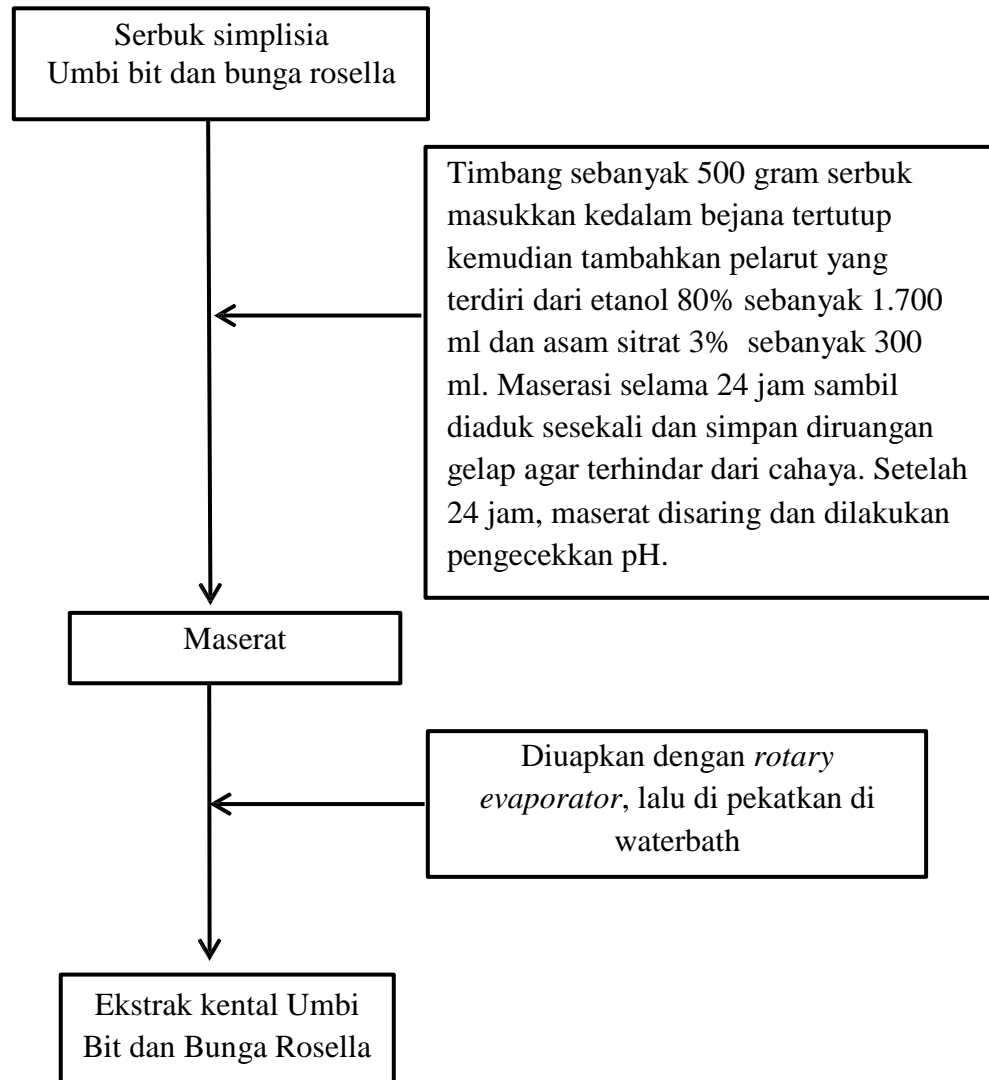 Serbuk simplisia
Umbi bit dan bunga rosella
Timbang sebanyak 500 gram serbuk
masukkan kedalam bejana tertutup
kemudian tambahkan pelarut yang
terdiri dari etanol 80% sebanyak 1.700
ml dan asam sitrat 3% sebanyak 300
ml. Maserasi selama 24 jam sambil
diaduk sesekali dan simpan diruangan
gelap agar terhindar dari cahaya. Setelah
24 jam, maserat disaring dan dilakukan
pengecekkan pH.
Maserat
Diuapkan dengan rotary
evaporator, lalu di pekatkan di
waterbath
Ekstrak kental Umbi
Bit dan Bunga Rosella